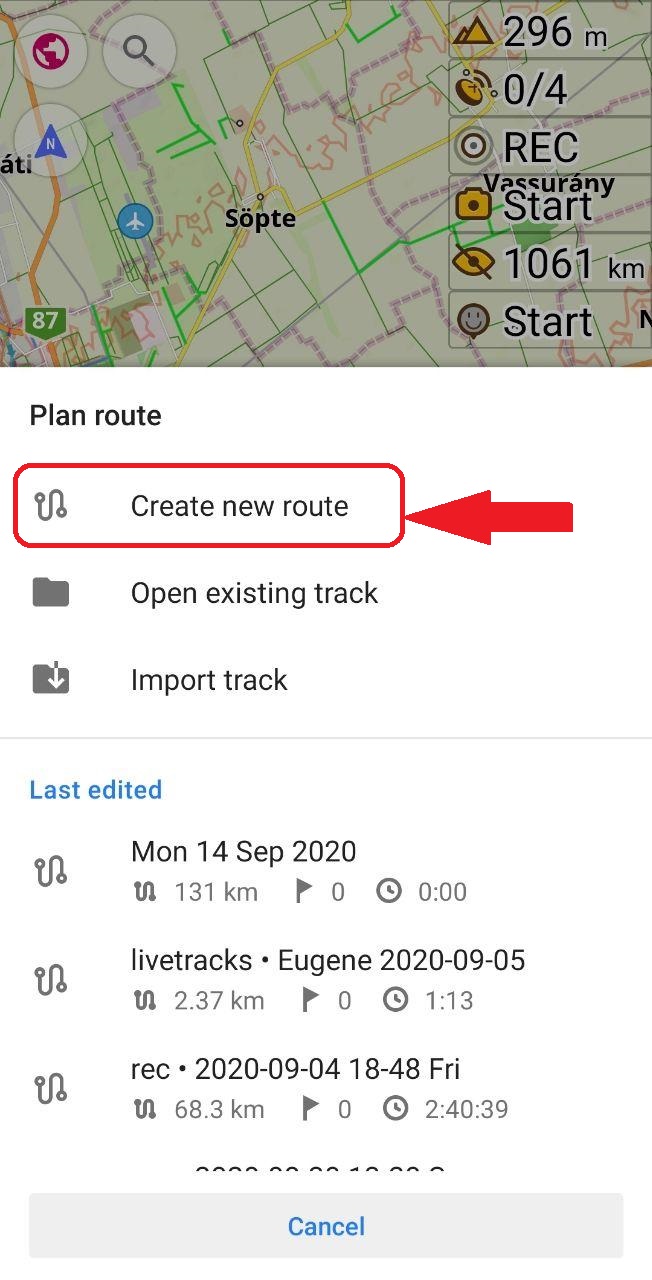 296 m
0/4
N
REC
áti
Vassurány
Start
Söpte
1061 km
87
Start
N
Plan route
Create new route
Open existing track
Import track
Last edited
Mon 14 Sep 2020
131 km 0 0:00
livetracks • Eugene 2020-09-05
2.37 km 0 1:13
rec • 2020-09-04 18-48 Fri
68.3 km 0 2:40:39
Cancel